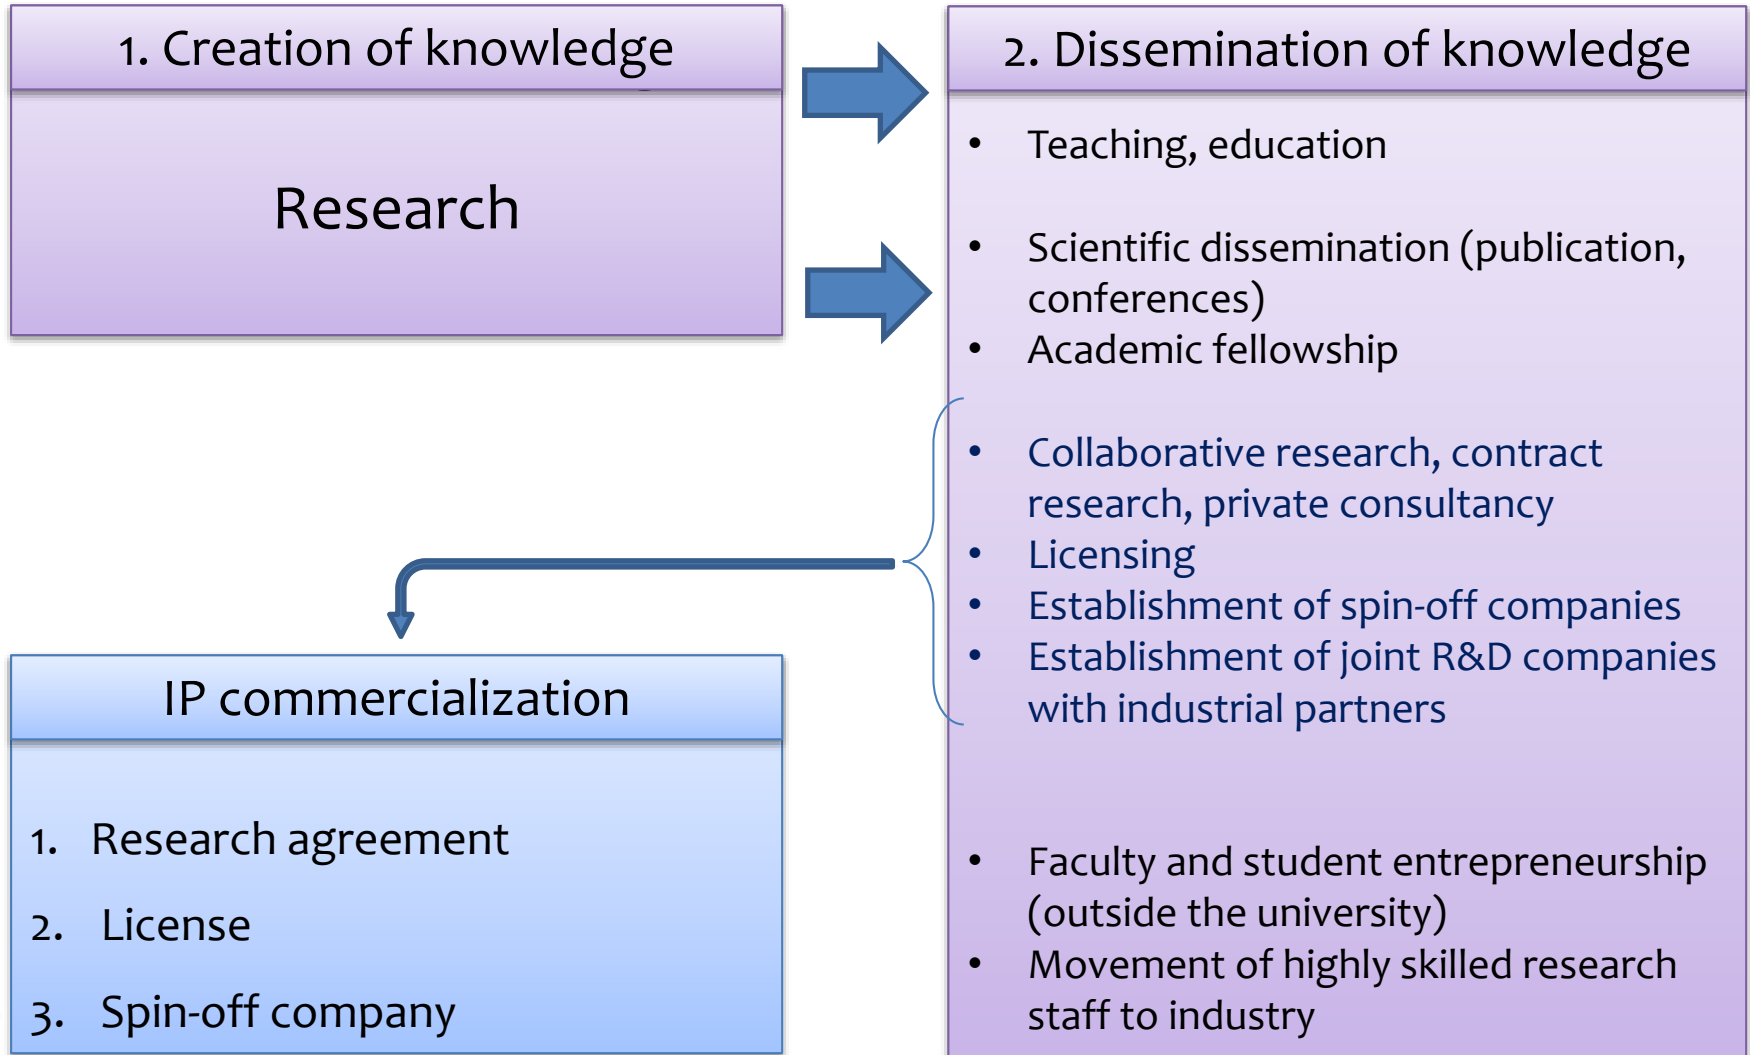 1. Creation of knowledge
Research
2. Dissemination of knowledge
• Teaching, education
• Scientific dissemination (publication,
conferences)
• Academic fellowship
• Collaborative research, contract
research, private consultancy
• Licensing
• Establishment of spin-off companies
• Establishment of joint R&D companies
with industrial partners
• Faculty and student entrepreneurship
(outside the university)
• Movement of highly skilled research
staff to industry
IP commercialization
1. Research agreement
2. License
3. Spin-off company